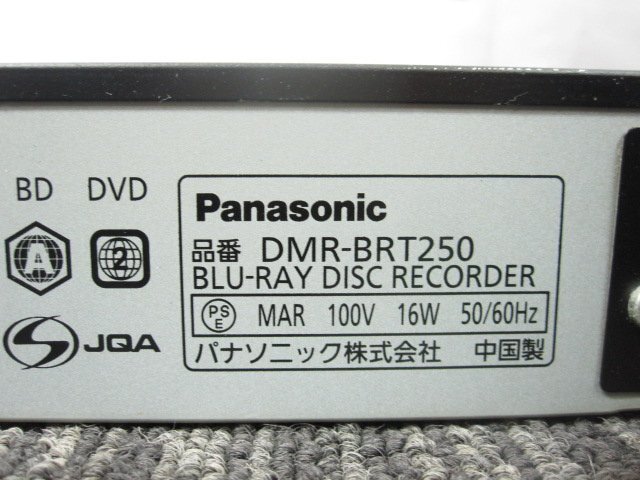 BD DVD
A 2
JQA
Panasonic
品番 DMR-BRT250
BLU-RAY DISC RECORDER
PSE MAR 100V 16W 50/60Hz
パナソニック株式会社 中国製